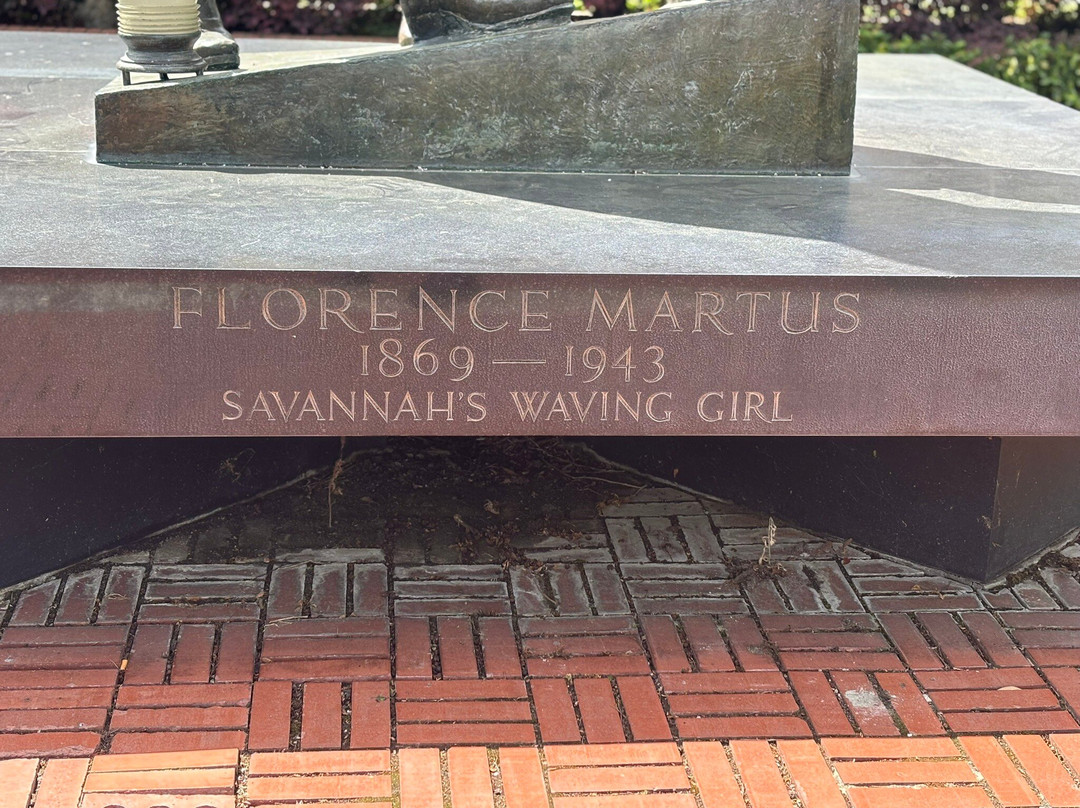 FLORENCE MARTUS
1869 — 1943
SAVANNAH'S WAVING GIRL